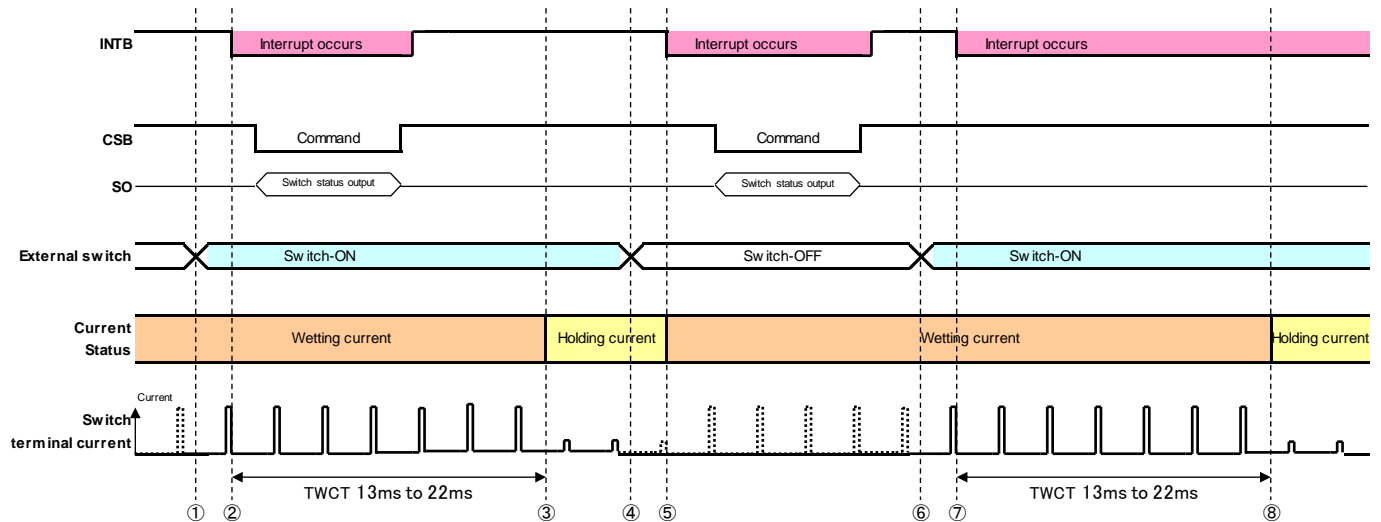 INTB
Interrupt occurs
Interrupt occurs
Interrupt occurs
CSB
Command
Command
SO
Switch status output
Switch status output
External switch
Switch-ON
Switch-OFF
Switch-ON
Current
Status
Wetting current
Holding current
Wetting current
Holding current
Current
Switch
terminal current
TWCT 13ms to 22ms
TWCT 13ms to 22ms
① ② ③ ④ ⑤ ⑥ ⑦ ⑧